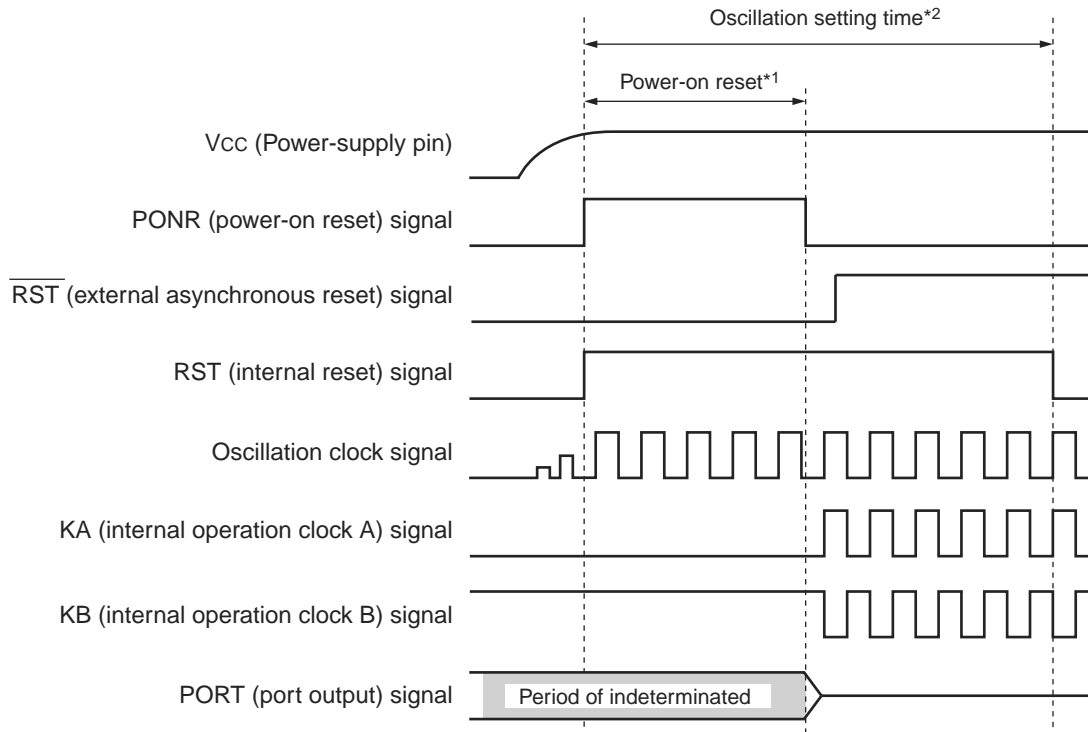 Oscillation setting time*2
Power-on reset*1
Vcc (Power-supply pin)
PONR (power-on reset) signal
RST (external asynchronous reset) signal
RST (internal reset) signal
Oscillation clock signal
KA (internal operation clock A) signal
KB (internal operation clock B) signal
PORT (port output) signal
Period of indeterminated